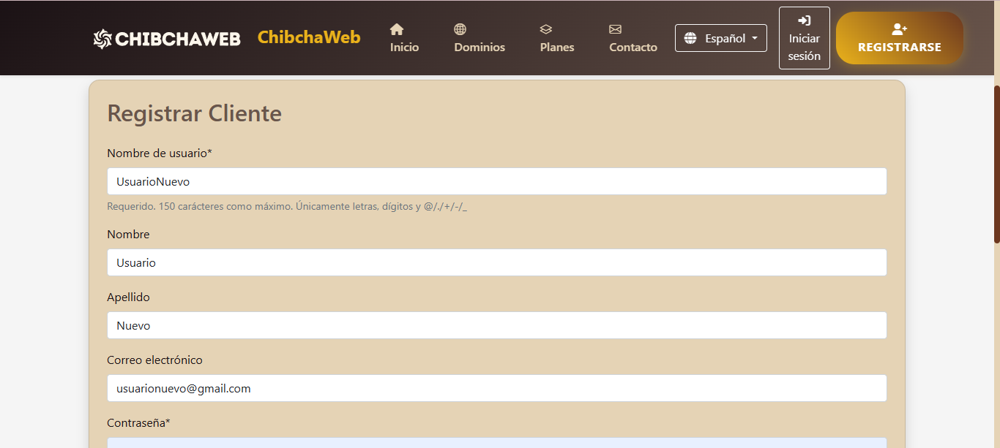 CHIBCHAWEB
ChibchaWeb
Inicio
Dominios
Planes
Contacto
Español
Iniciar
sesión
REGISTRARSE
Registrar Cliente
Nombre de usuario*
UsuarioNuevo
Requerido. 150 carácteres como máximo. Únicamente letras, dígitos y @/./+/-/_
Nombre
Usuario
Apellido
Nuevo
Correo electrónico
usuarionuevo@gmail.com
Contraseña*